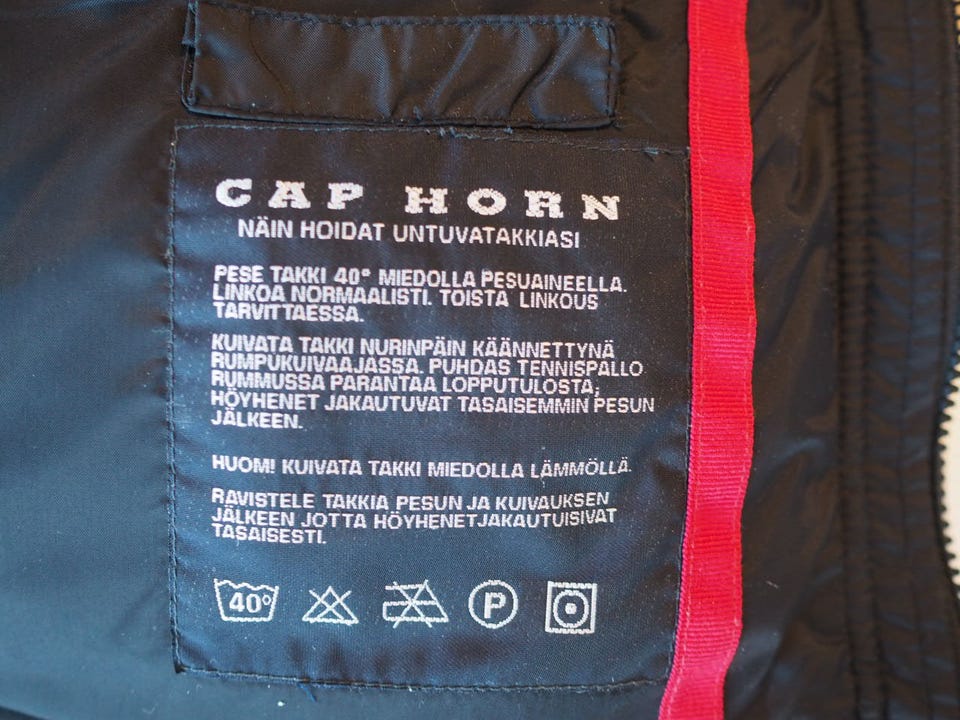 CAP HORN
NÄIN HOIDAT UNTUVATAKKIASI
PESE TAKKI 40° MIEDOLLA PESUAINEELLA.
LINKOA NORMAALISTI. TOISTA LINKOUS
TARVITTAESSA.
KUIVATA TAKKI NURINPÄIN KÄÄNNETTYNÄ
RUMPUKUIVAAJASSA. PUHDAS TENNISPALLO
RUMMUSSA PARANTAA LOPPUTULOSTA;
HÖYHENET JAKAUTUVAT TASAISEMMIN PESUN
JÄLKEEN.
HUOM! KUIVATA TAKKI MIEDOLLA LÄMMÖLLÄ.
RAVISTELE TAKKIA PESUN JA KUIVAUKSEN
JÄLKEEN JOTTA HÖYHENETJAKAUTUISIVAT
TASAISESTI.
40° P